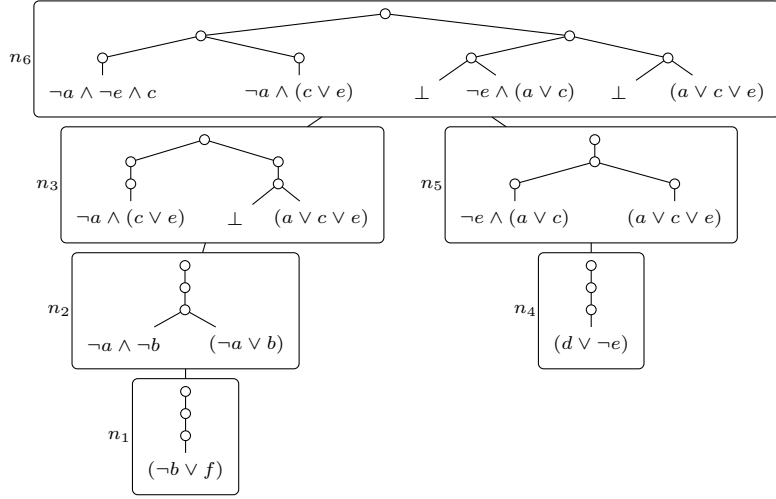 n₆
¬a ∧ ¬e ∧ c ¬a ∧ (c ∨ e) ⊥ ¬e ∧ (a ∨ c) ⊥ (a ∨ c ∨ e)
n₃
¬a ∧ (c ∨ e) ⊥ (a ∨ c ∨ e)
n₅
¬e ∧ (a ∨ c) (a ∨ c ∨ e)
n₂
¬a ∧ ¬b (¬a ∨ b)
n₄
(d ∨ ¬e)
n₁
(¬b ∨ f)